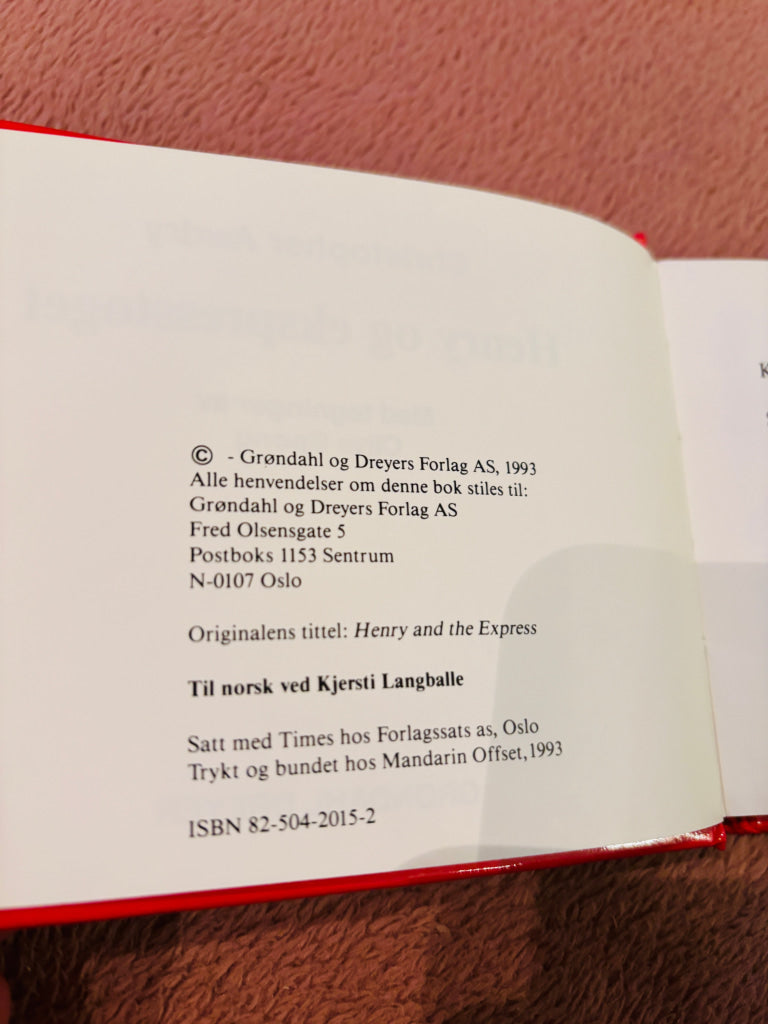 © - Grøndahl og Dreyers Forlag AS, 1993
Alle henvendelser om denne bok stiles til:
Grøndahl og Dreyers Forlag AS
Fred Olsensgate 5
Postboks 1153 Sentrum
N-0107 Oslo
Originalens tittel: Henry and the Express
Til norsk ved Kjersti Langballe
Satt med Times hos Forlagssats as, Oslo
Trykt og bundet hos Mandarin Offset, 1993
ISBN 82-504-2015-2